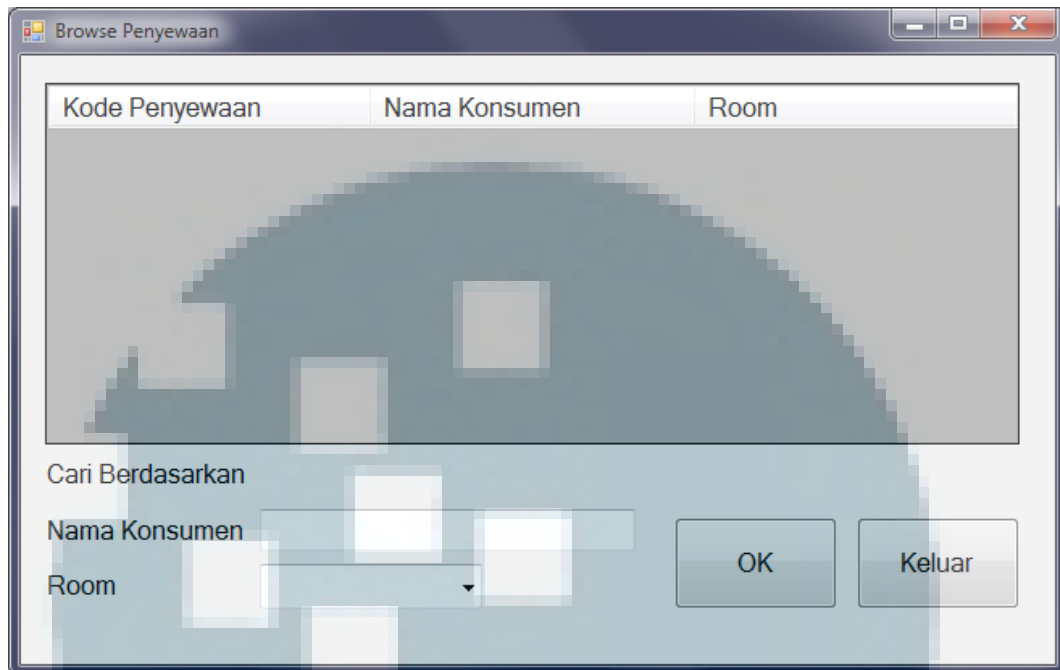 Browse Penyewaan
Kode Penyewaan Nama Konsumen Room
Cari Berdasarkan
Nama Konsumen
Room
OK Keluar